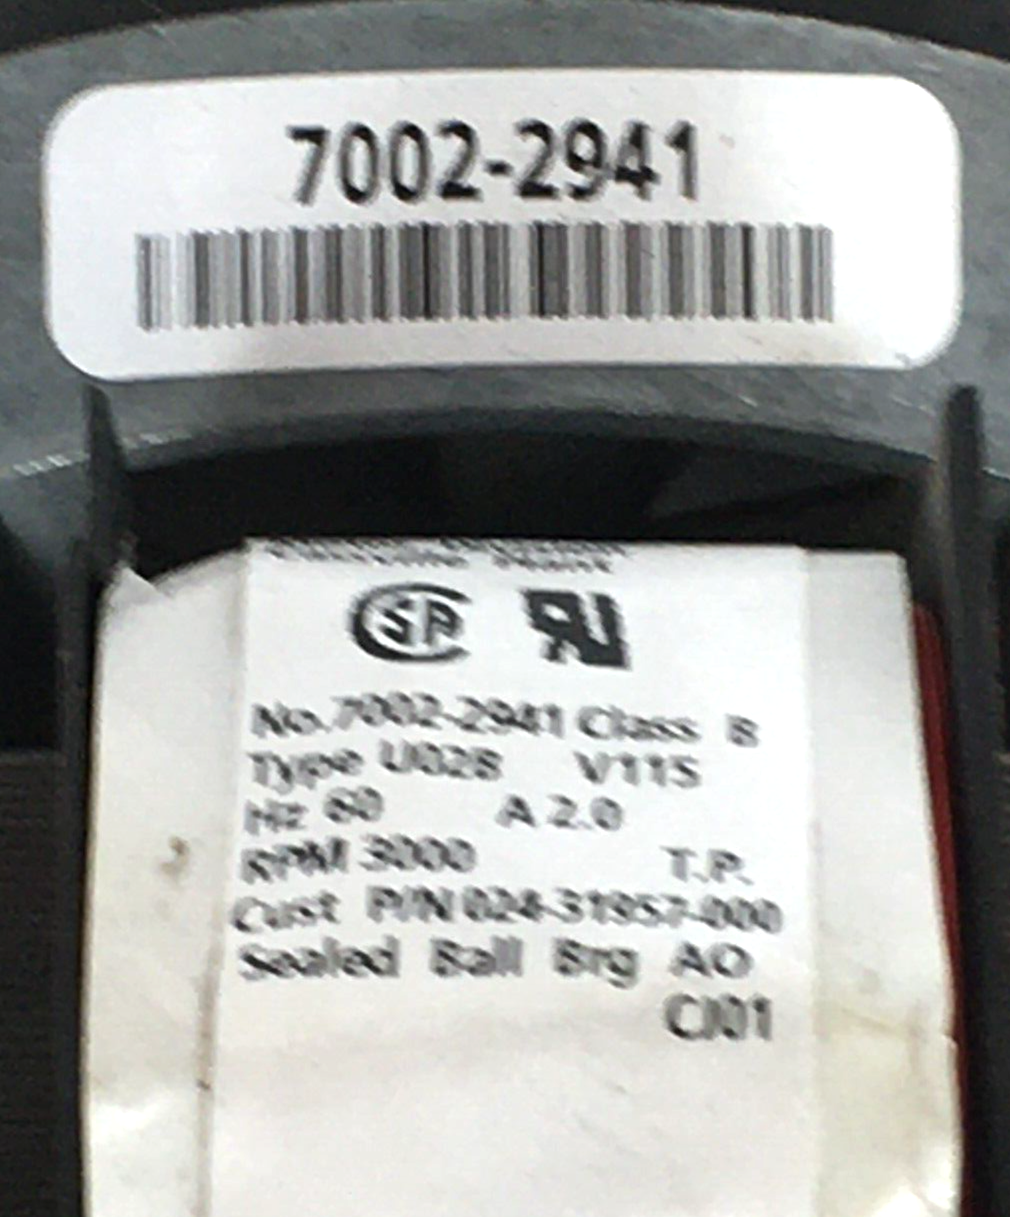 7002-2941
No. 7002-2941 Class B
Type U02B V115
Hz 60 A 2.0
RPM 3000 T.P.
Cust P/N 024-31957-000
Sealed Ball Brg AO
CJ01